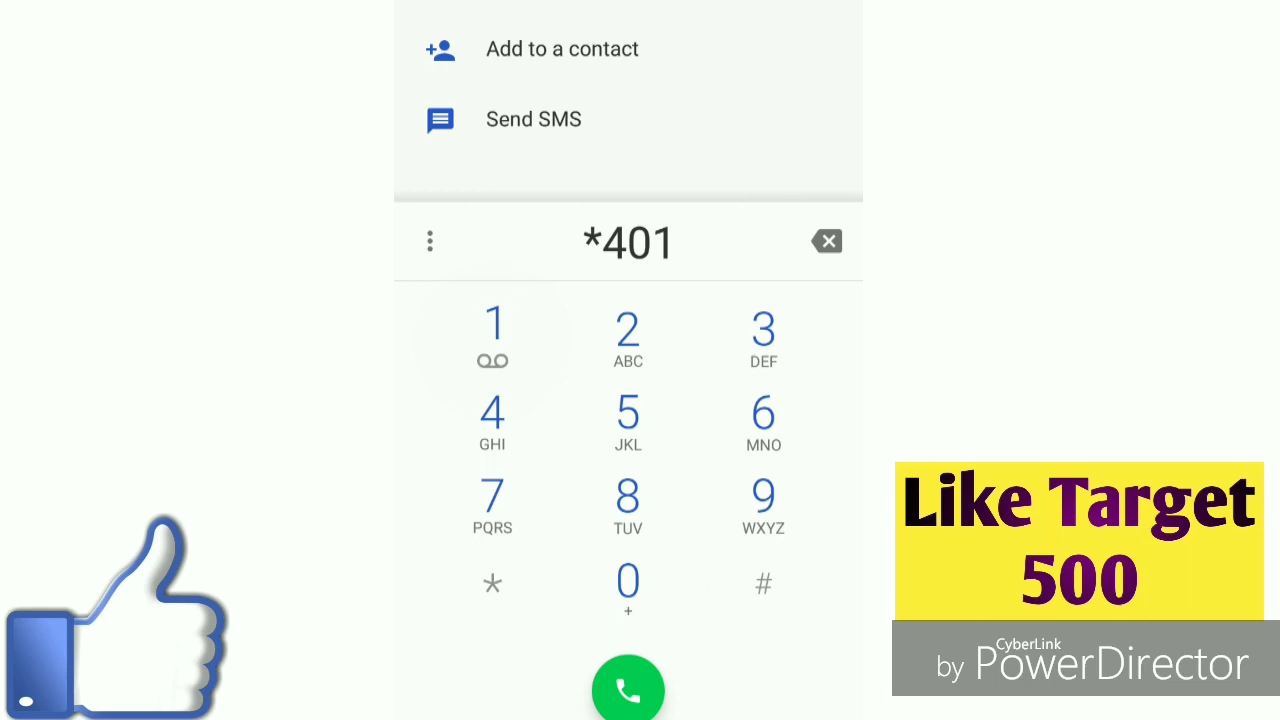 Add to a contact
Send SMS
*401
1 2 3
ABC DEF
4 5 6
GHI JKL MNO
7 8 9
PQRS TUV WXYZ
* 0 #
+
Like Target
500
CyberLink
by PowerDirector